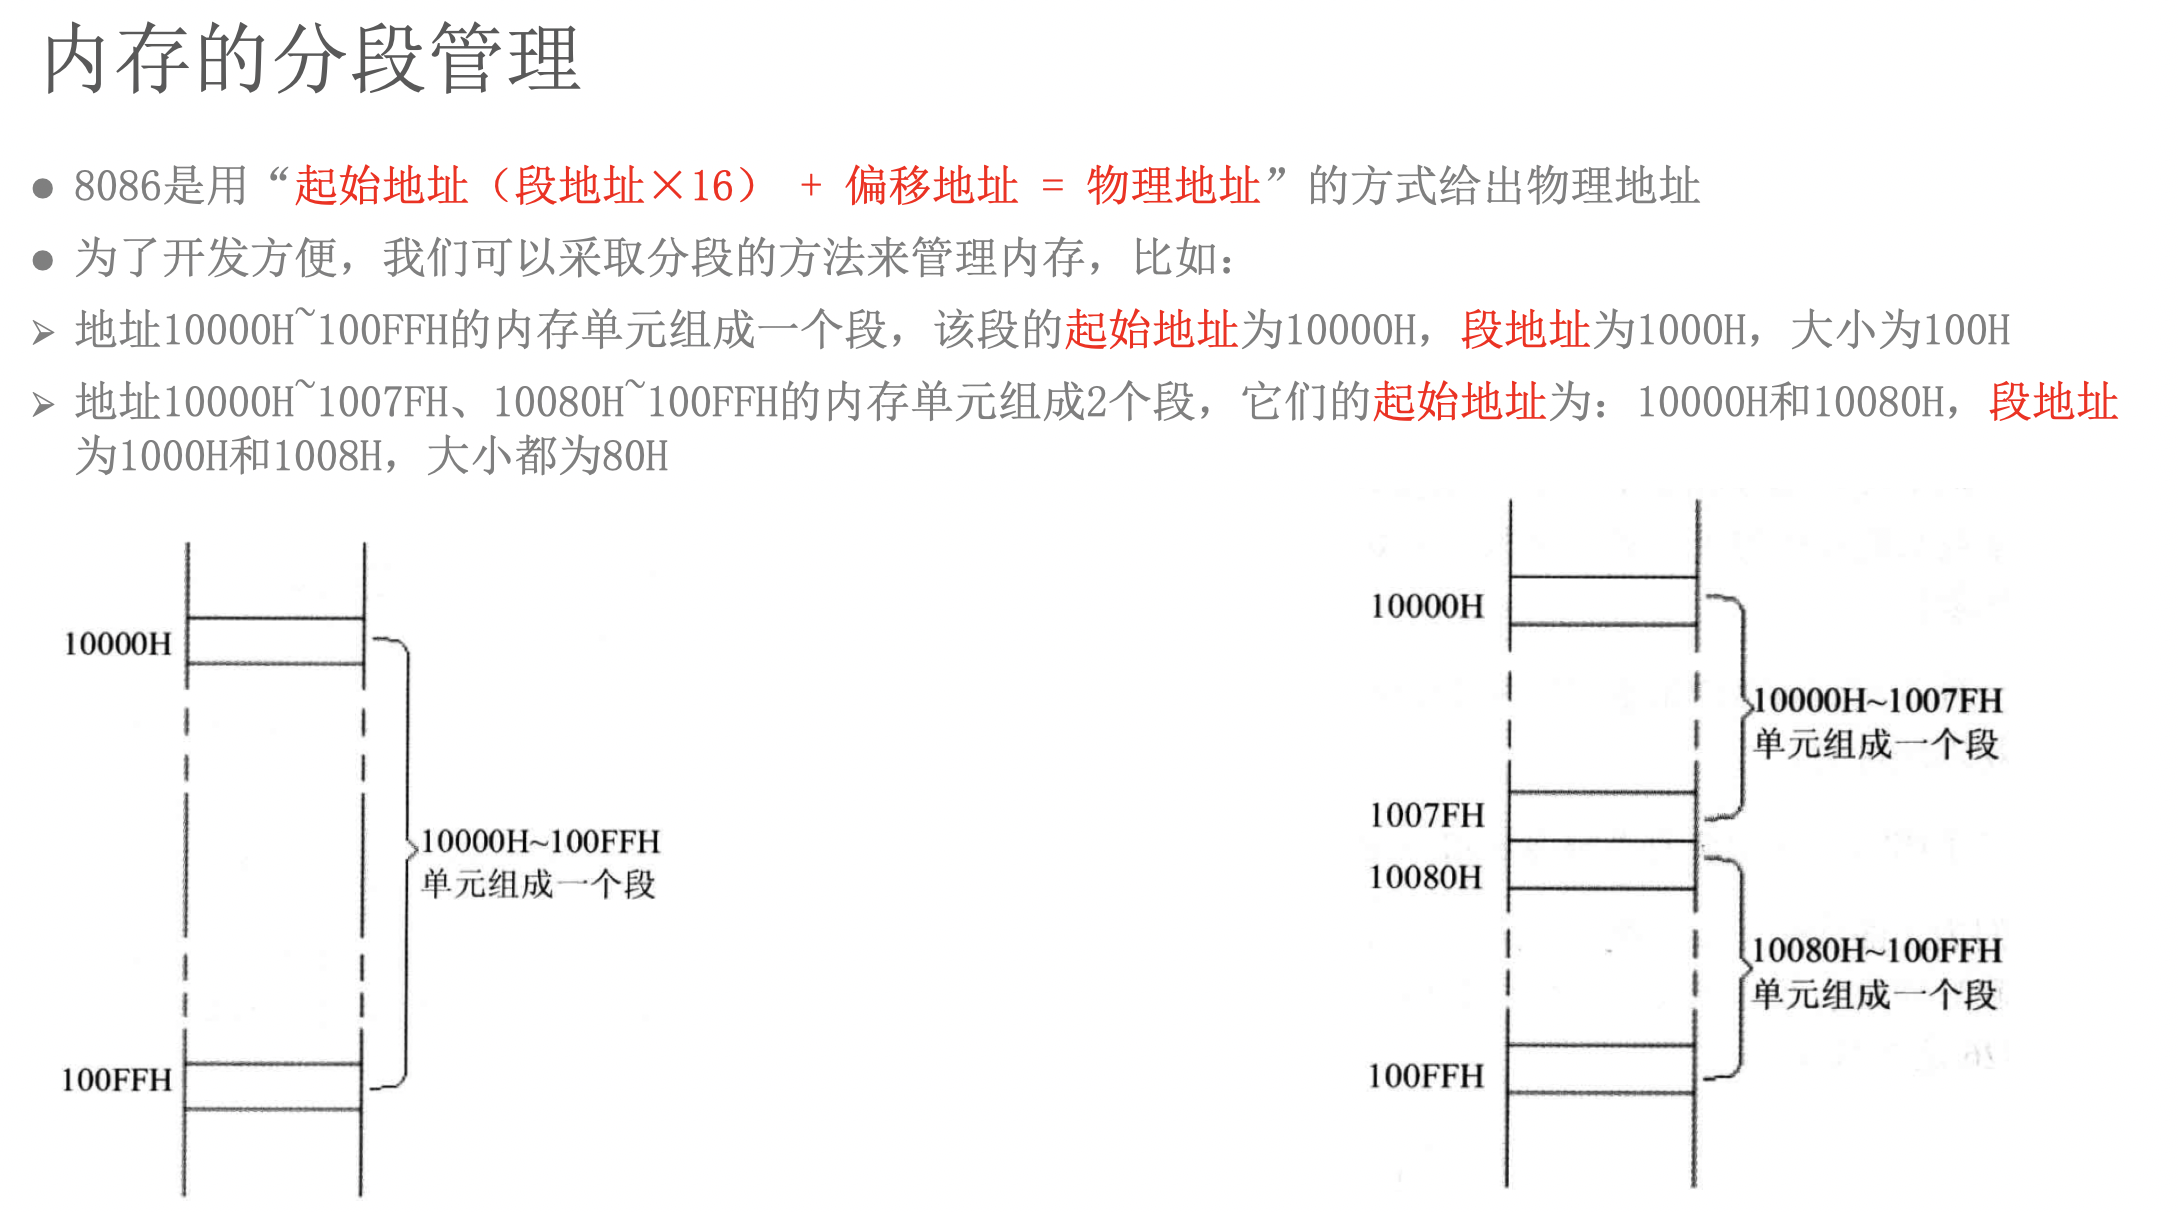 内存的分段管理
● 8086是用“起始地址（段地址×16） + 偏移地址 = 物理地址”的方式给出物理地址
● 为了开发方便，我们可以采取分段的方法来管理内存，比如：
➢ 地址10000H~100FFH的内存单元组成一个段，该段的起始地址为10000H，段地址为1000H，大小为100H
➢ 地址10000H~1007FH、10080H~100FFH的内存单元组成2个段，它们的起始地址为：10000H和10080H，段地址
为1000H和1008H，大小都为80H
10000H
10000H~100FFH
单元组成一个段
100FFH
10000H
10000H~1007FH
单元组成一个段
1007FH
10080H
10080H~100FFH
单元组成一个段
100FFH